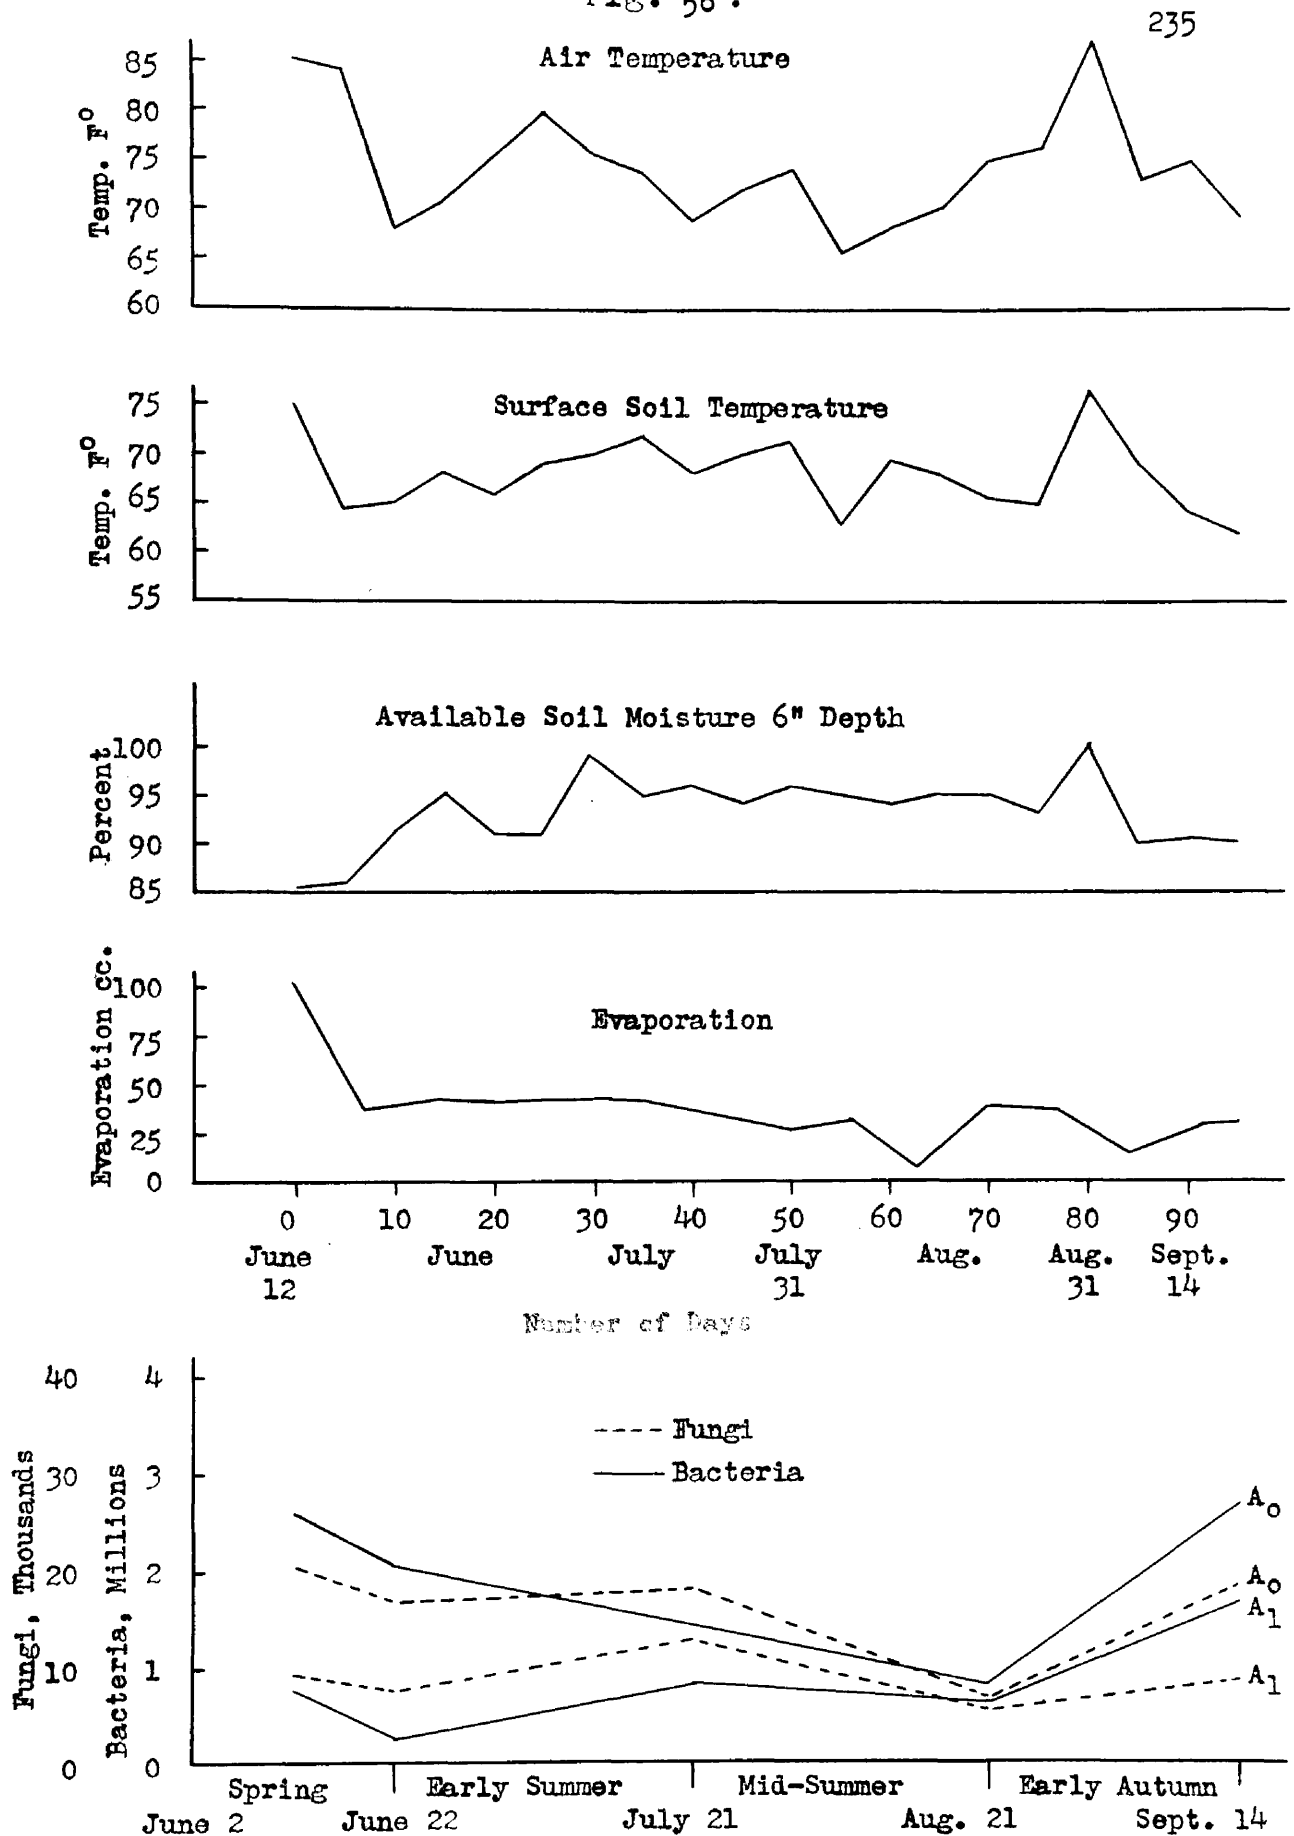 Fig. 56.
235
Air Temperature
Temp. F°
85
80
75
70
65
60
Surface Soil Temperature
Temp. F°
75
70
65
60
55
Available Soil Moisture 6" Depth
Percent
100
95
90
85
Evaporation
Evaporation cc.
100
75
50
25
0
0 10 20 30 40 50 60 70 80 90
June June July July Aug. Aug. Sept.
12 31 31 14
Number of Days
Fungi, Thousands
40
30
20
10
0
Bacteria, Millions
4
3
2
1
0
Fungi
Bacteria
A₀
A₀
A₁
A₁
Spring Early Summer Mid-Summer Early Autumn
June 2 June 22 July 21 Aug. 21 Sept. 14